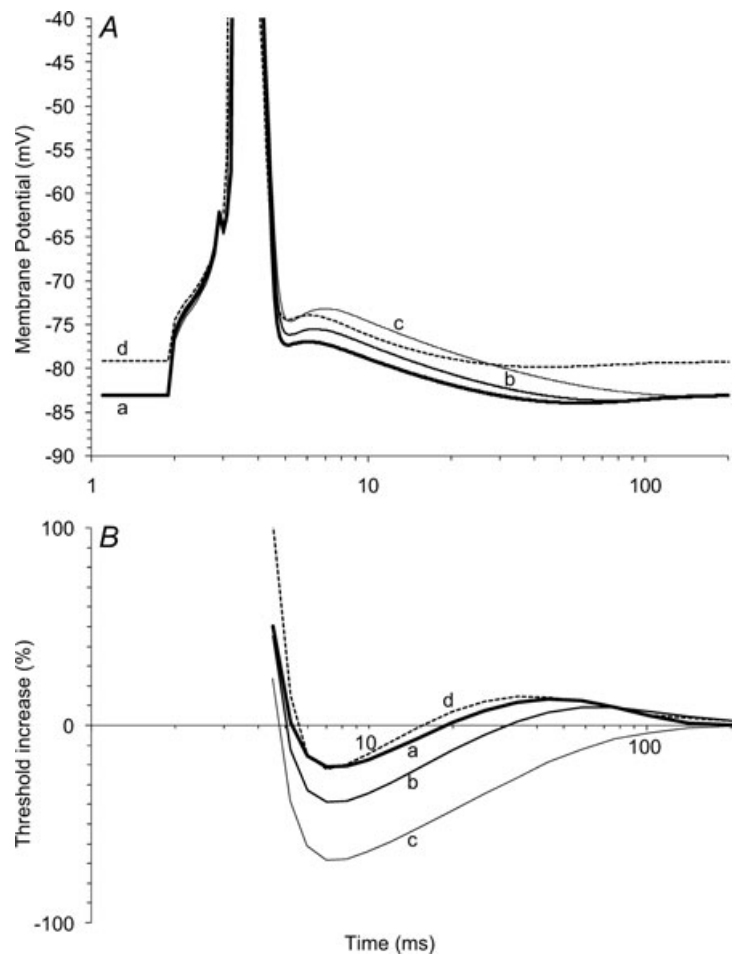 A
Membrane Potential (mV)
-40
-45
-50
-55
-60
-65
-70
-75
-80
-85
-90
d
a
c
b
1
10
100
B
Threshold increase (%)
100
0
-100
10
100
d
a
b
c
Time (ms)